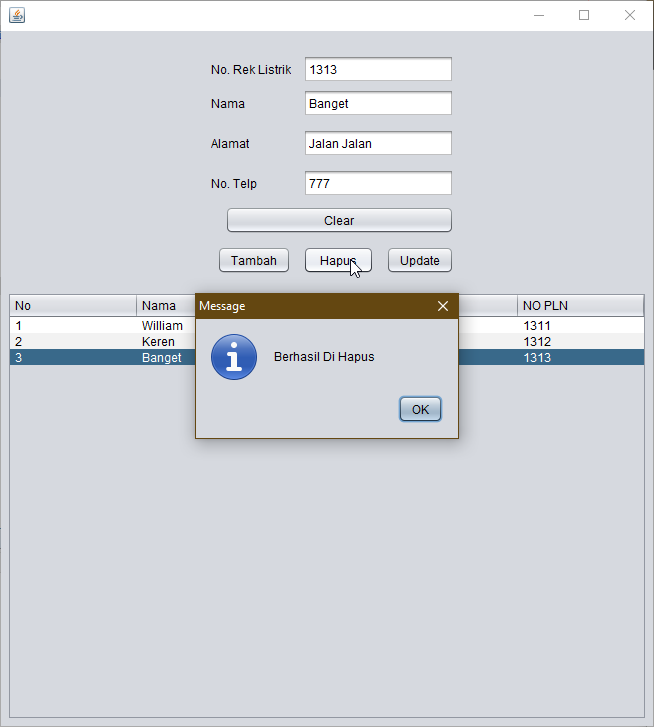 No. Rek Listrik 1313
Nama Banget
Alamat Jalan Jalan
No. Telp 777
Clear
Tambah Hapus Update
No Nama NO PLN
1 William 1311
2 Keren 1312
3 Banget 1313
Message
Berhasil Di Hapus
OK